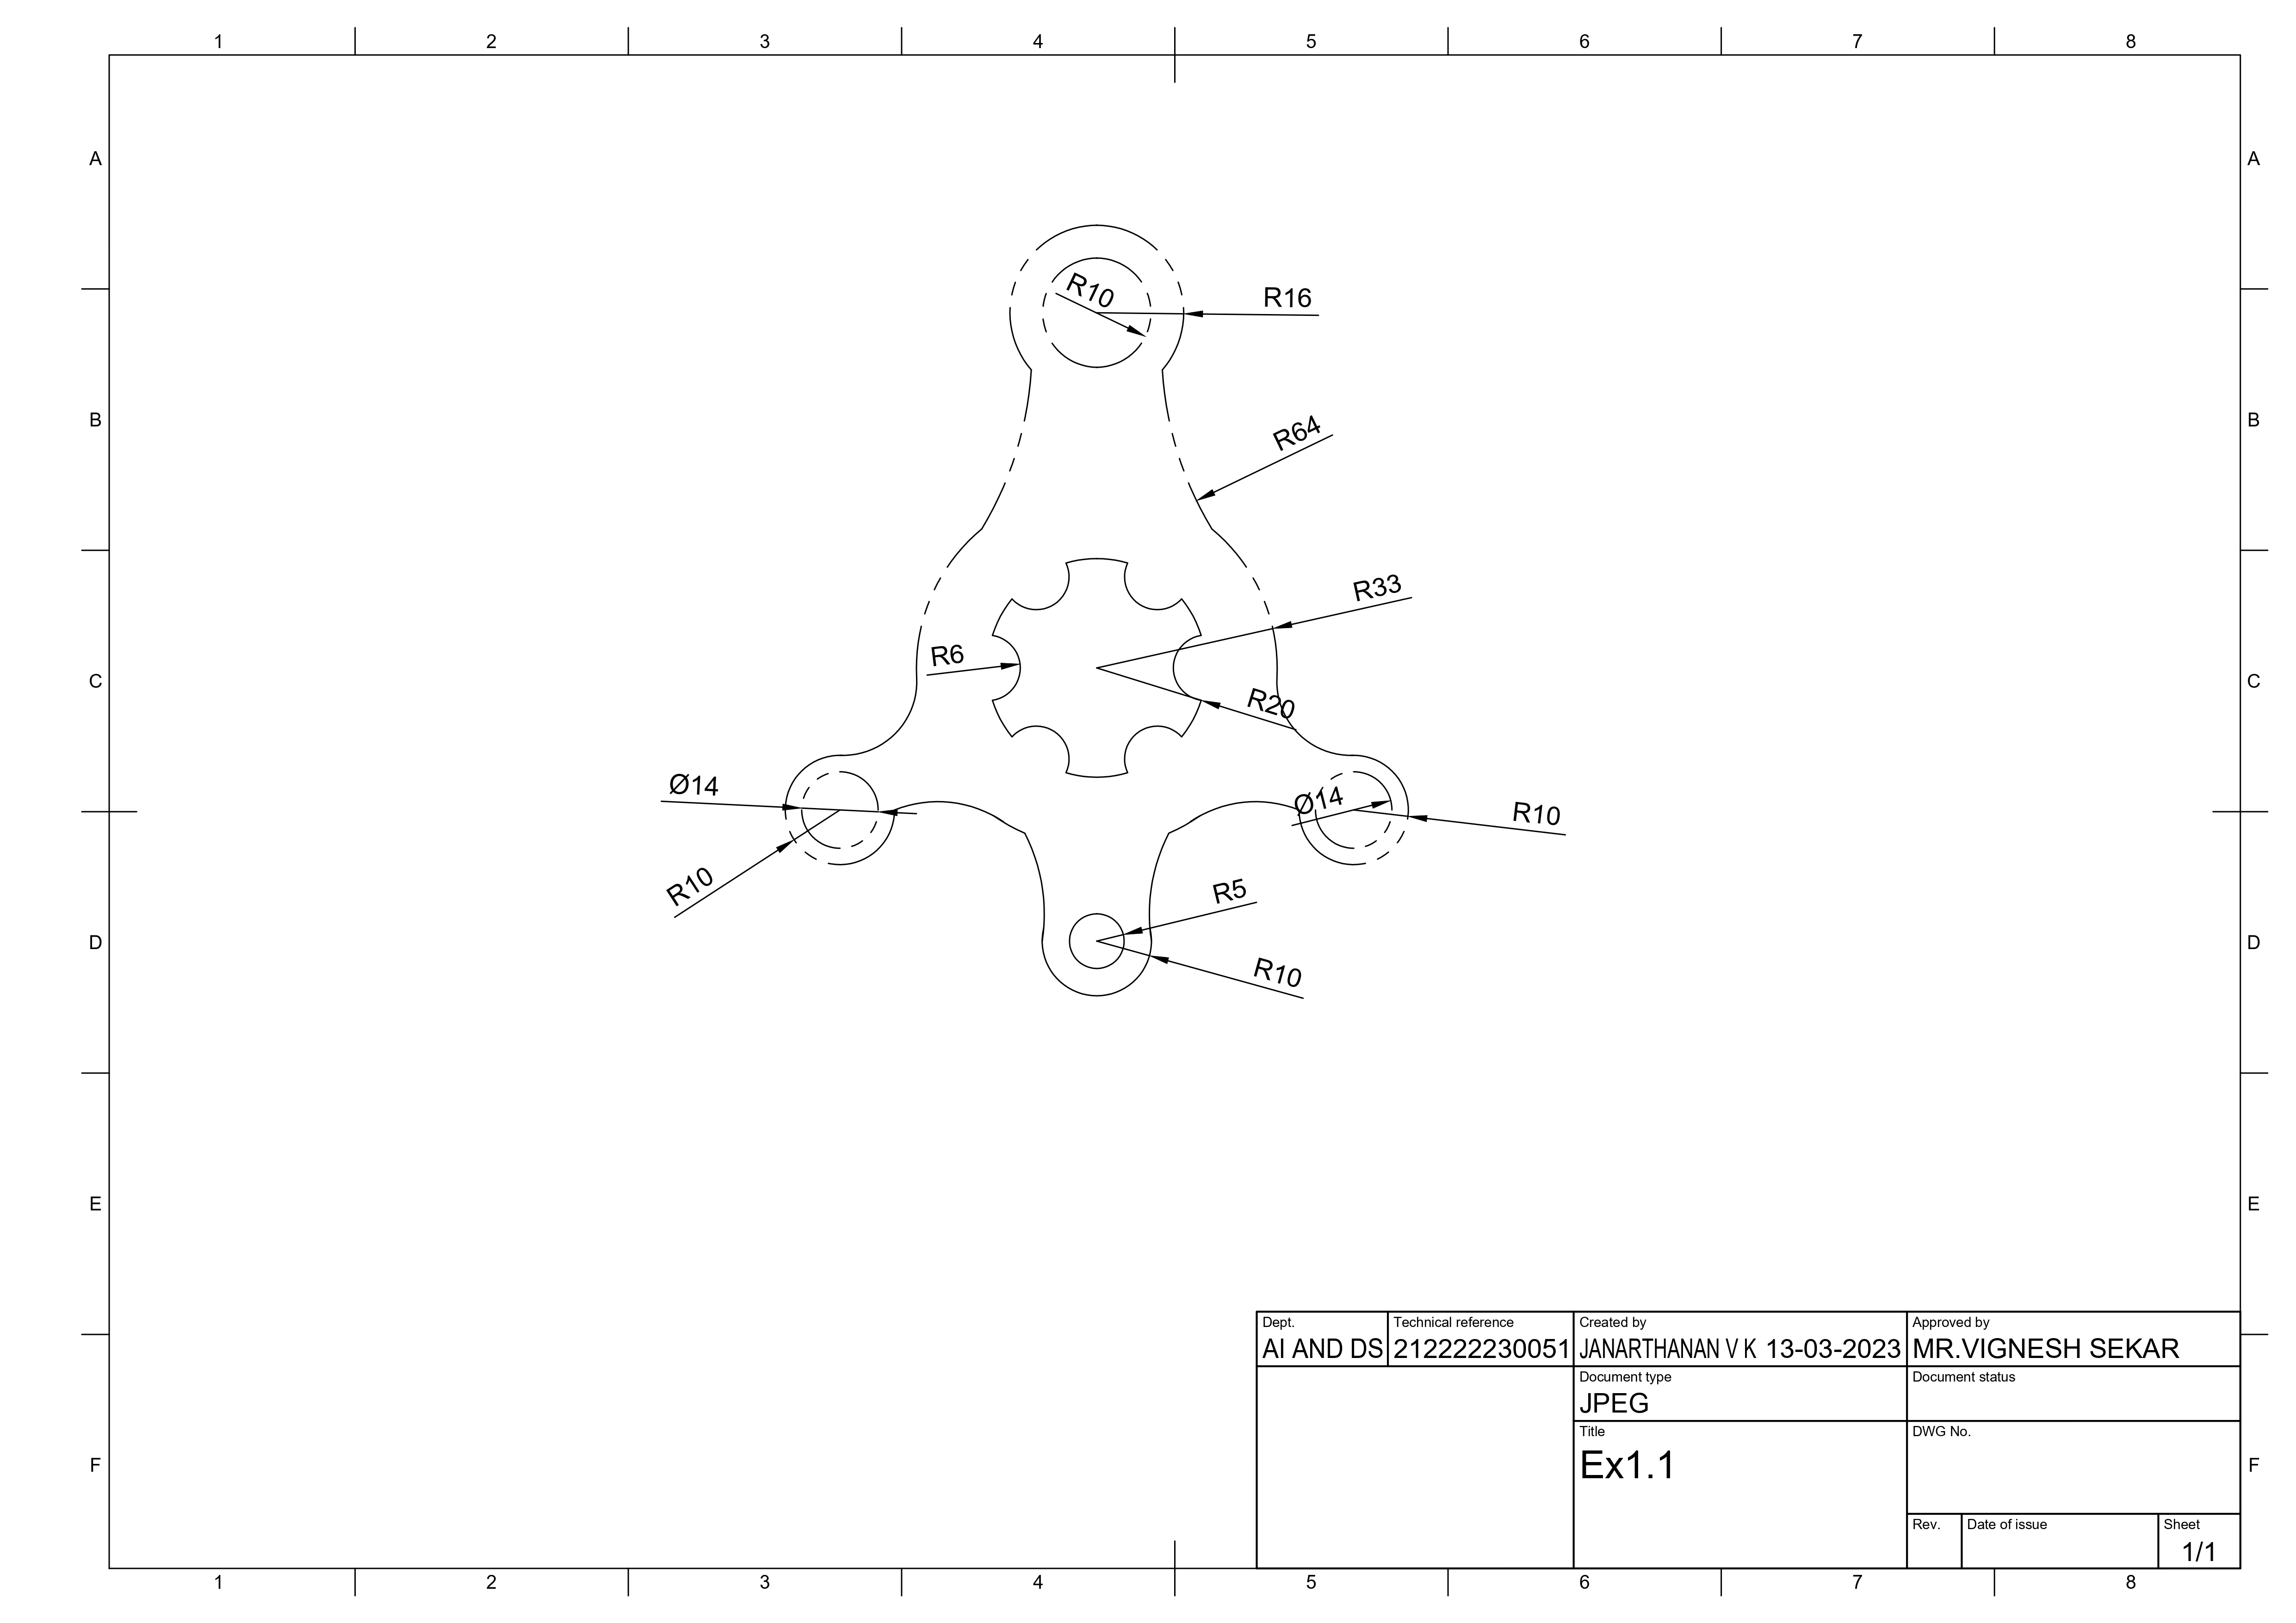 1 2 3 4 5 6 7 8
A A
R10
R16
B B
R64
R33
R6
C C
R20
Ø14
Ø14
R10
R10
R5
D D
R10
E E
Dept. Technical reference Created by Approved by
AI AND DS 212222230051 JANARTHANAN V K 13-03-2023 MR.VIGNESH SEKAR
Document type Document status
JPEG
Title DWG No.
Ex1.1
F F
Rev. Date of issue Sheet
1/1
1 2 3 4 5 6 7 8